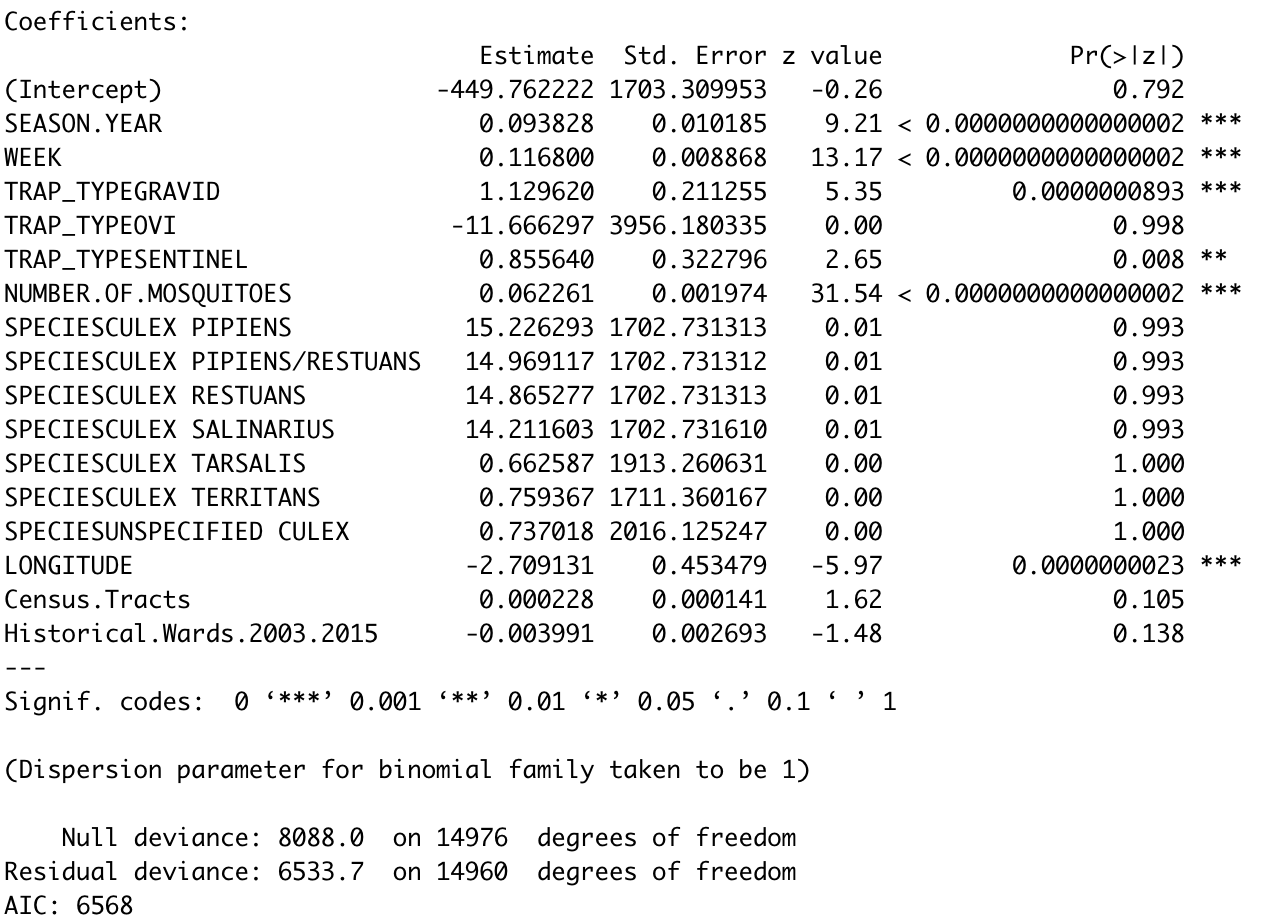 Coefficients:
Estimate Std. Error z value Pr(>|z|)
(Intercept) -449.762222 1703.309953 -0.26 0.792
SEASON.YEAR 0.093828 0.010185 9.21 < 0.0000000000000002 ***
WEEK 0.116800 0.008868 13.17 < 0.0000000000000002 ***
TRAP_TYPEGRAVID 1.129620 0.211255 5.35 0.0000000893 ***
TRAP_TYPEOVI -11.666297 3956.180335 0.00 0.998
TRAP_TYPESENTINEL 0.855640 0.322796 2.65 0.008 **
NUMBER.OF.MOSQUITOES 0.062261 0.001974 31.54 < 0.0000000000000002 ***
SPECIESCULEX PIPIENS 15.226293 1702.731313 0.01 0.993
SPECIESCULEX PIPIENS/RESTUANS 14.969117 1702.731312 0.01 0.993
SPECIESCULEX RESTUANS 14.865277 1702.731313 0.01 0.993
SPECIESCULEX SALINARIUS 14.211603 1702.731610 0.01 0.993
SPECIESCULEX TARSALIS 0.662587 1913.260631 0.00 1.000
SPECIESCULEX TERRITANS 0.759367 1711.360167 0.00 1.000
SPECIESUNSPECIFIED CULEX 0.737018 2016.125247 0.00 1.000
LONGITUDE -2.709131 0.453479 -5.97 0.0000000023 ***
Census.Tracts 0.000228 0.000141 1.62 0.105
Historical.Wards.2003.2015 -0.003991 0.002693 -1.48 0.138
---
Signif. codes: 0 ‘***’ 0.001 ‘**’ 0.01 ‘*’ 0.05 ‘.’ 0.1 ‘ ’ 1
(Dispersion parameter for binomial family taken to be 1)
Null deviance: 8088.0 on 14976 degrees of freedom
Residual deviance: 6533.7 on 14960 degrees of freedom
AIC: 6568